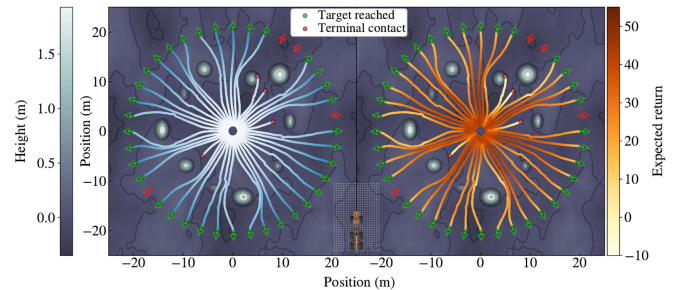 Target reached
Terminal contact
Height (m)
1.5
1.0
0.5
0.0
Position (m)
20
10
0
−10
−20
Expected return
50
40
30
20
10
0
−10
−20 −10 0 10 20 −20 −10 0 10 20
Position (m)